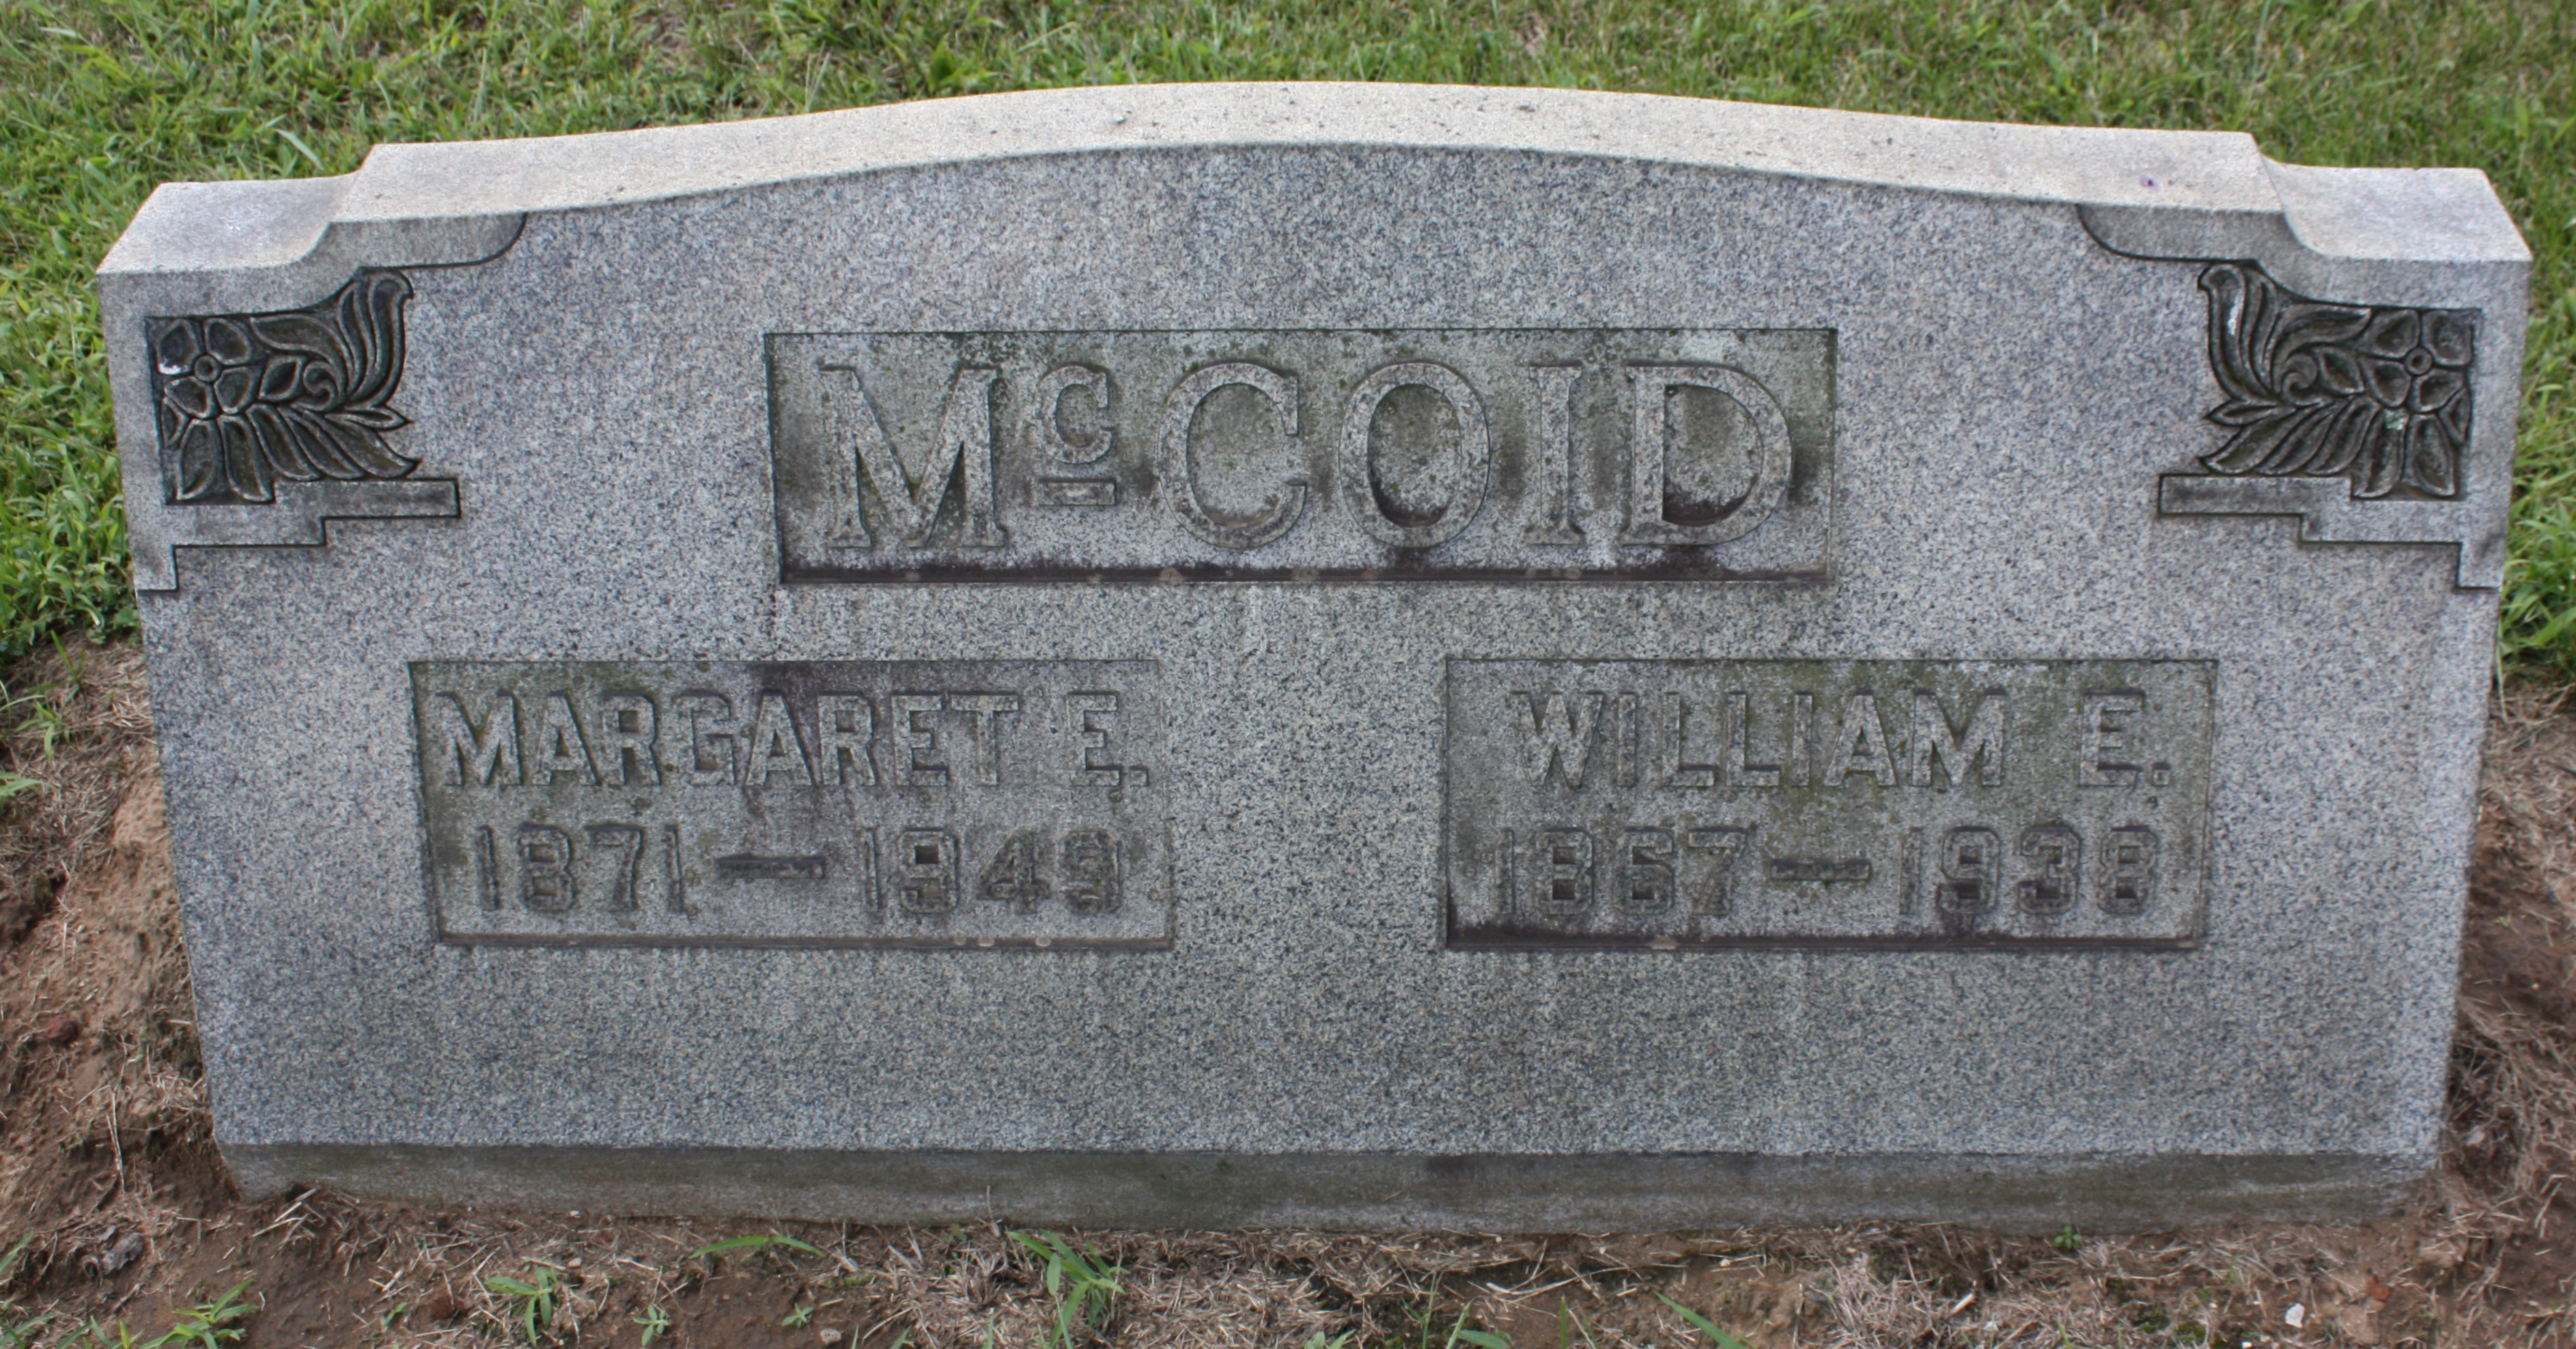 McCOID
MARGARET E.
1871—1949
WILLIAM E.
1867—1938